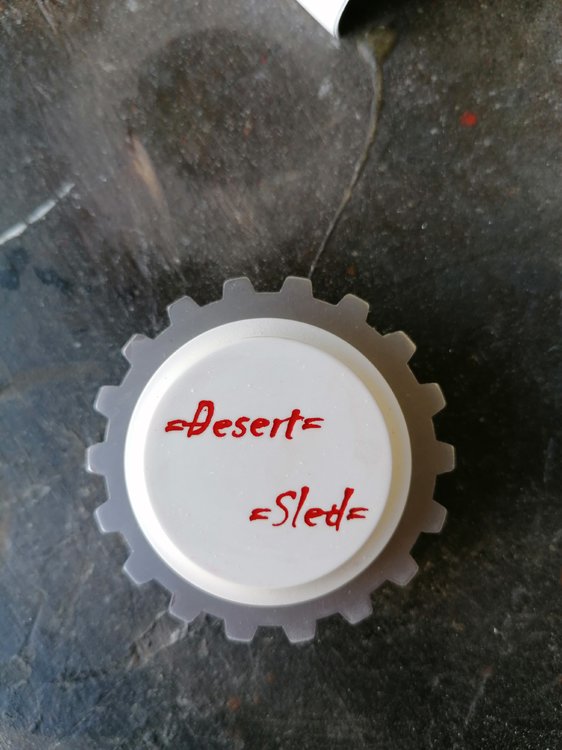 =Desert=
=Sled=